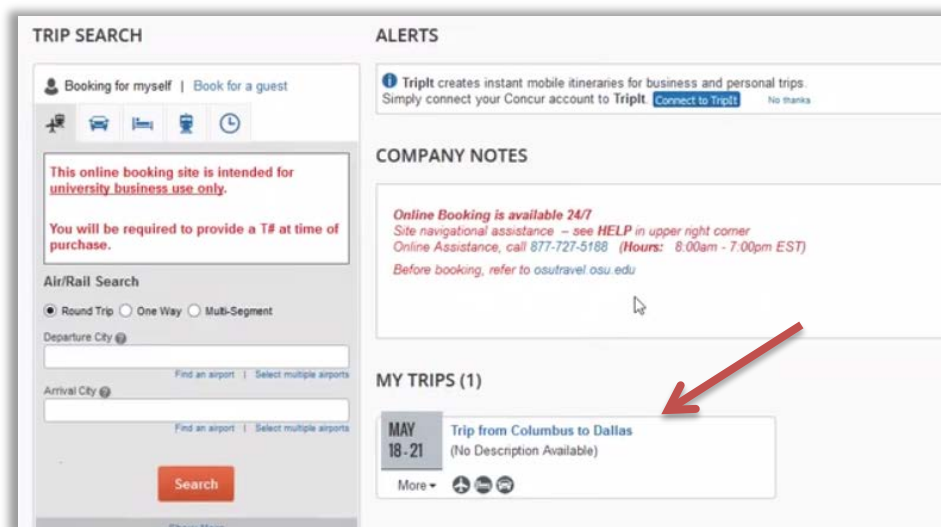 TRIP SEARCH
Booking for myself | Book for a guest
This online booking site is intended for
university business use only.
You will be required to provide a T# at time of
purchase.
Air/Rail Search
Round Trip One Way Multi-Segment
Departure City
Find an airport | Select multiple airports
Arrival City
Find an airport | Select multiple airports
Search
Show More
ALERTS
TripIt creates instant mobile itineraries for business and personal trips.
Simply connect your Concur account to TripIt. Connect to TripIt No thanks
COMPANY NOTES
Online Booking is available 24/7
Site navigational assistance – see HELP in upper right corner
Online Assistance, call 877-727-5188 (Hours: 8:00am - 7:00pm EST)
Before booking, refer to osutravel.osu.edu
MY TRIPS (1)
MAY
18-21
Trip from Columbus to Dallas
(No Description Available)
More